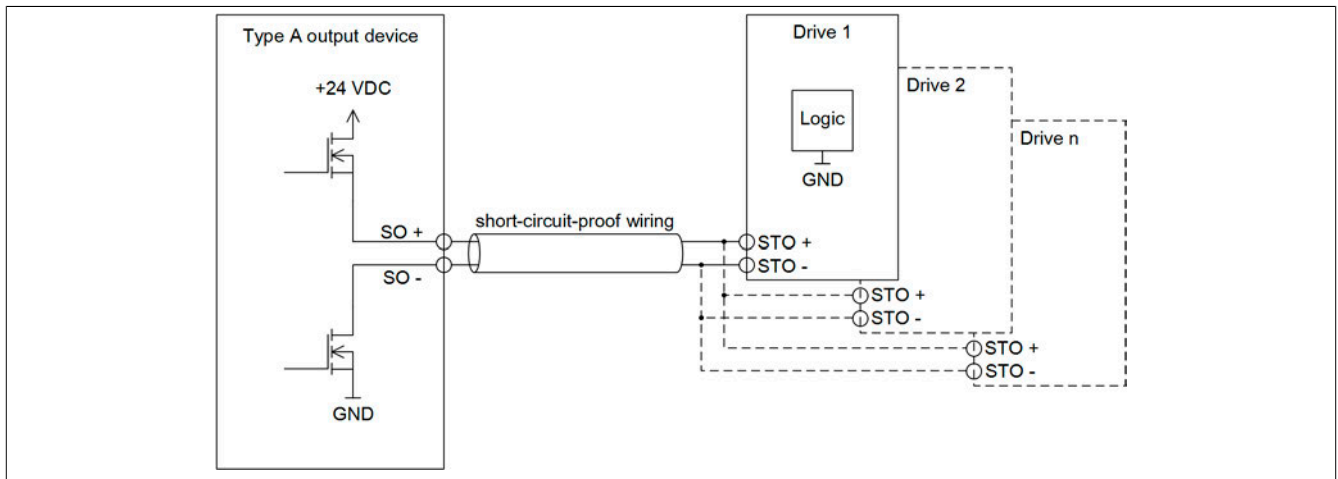 Type A output device
+24 VDC
SO +
SO -
GND
short-circuit-proof wiring
Drive 1
Logic
GND
STO +
STO -
Drive 2
STO +
STO -
Drive n
STO +
STO -